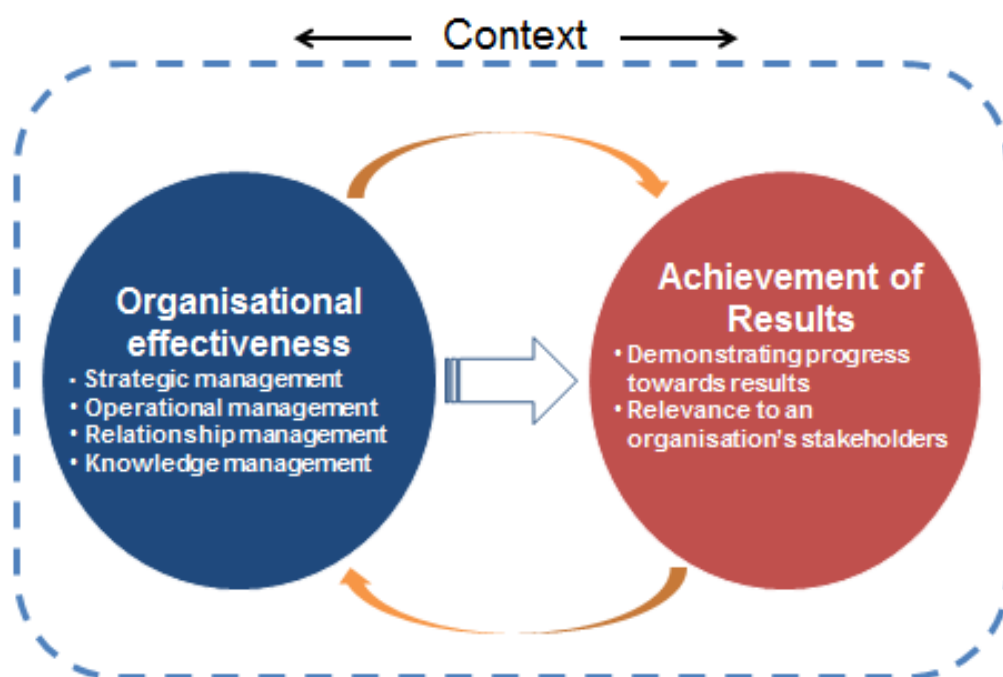 Context
Organisational
effectiveness
• Strategic management
• Operational management
• Relationship management
• Knowledge management
Achievement of
Results
• Demonstrating progress
towards results
• Relevance to an
organisation's stakeholders